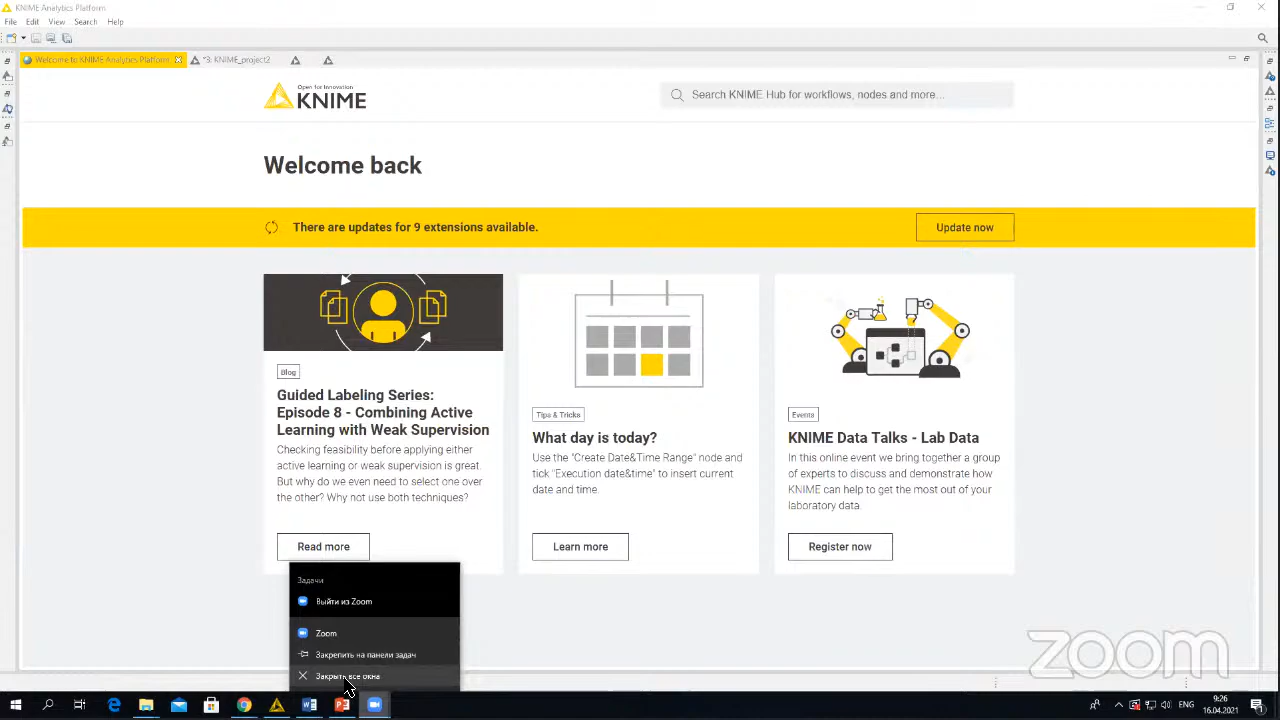 KNIME Analytics Platform
File Edit View Search Help
Welcome to KNIME Analytics Platform
*3: KNIME_project2
Open for Innovation
KNIME
Search KNIME Hub for workflows, nodes and more...
Welcome back
There are updates for 9 extensions available.
Update now
Blog
Guided Labeling Series:
Episode 8 - Combining Active
Learning with Weak Supervision
Checking feasibility before applying either
active learning or weak supervision is great.
But why do we even need to select one over
the other? Why not use both techniques?
Read more
Tips & Tricks
What day is today?
Use the "Create Date&Time Range" node and
tick "Execution date&time" to insert current
date and time.
Learn more
Events
KNIME Data Talks - Lab Data
In this online event we bring together a group
of experts to discuss and demonstrate how
KNIME can help to get the most out of your
laboratory data.
Register now
Задачи
Выйти из Zoom
Zoom
Закрепить на панели задач
Закрыть все окна
zoom
ENG
9:26
16.04.2021